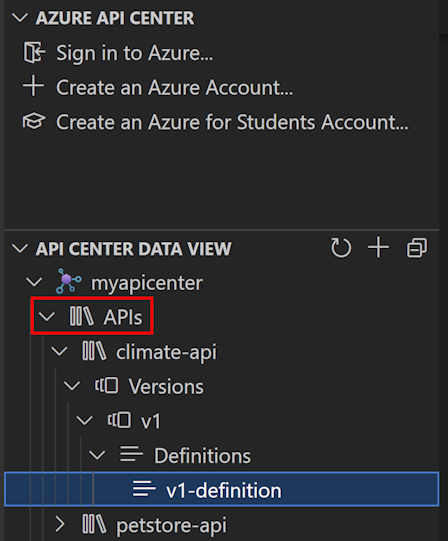 AZURE API CENTER
Sign in to Azure...
Create an Azure Account...
Create an Azure for Students Account...
API CENTER DATA VIEW
myapicenter
APIs
climate-api
Versions
v1
Definitions
v1-definition
petstore-api